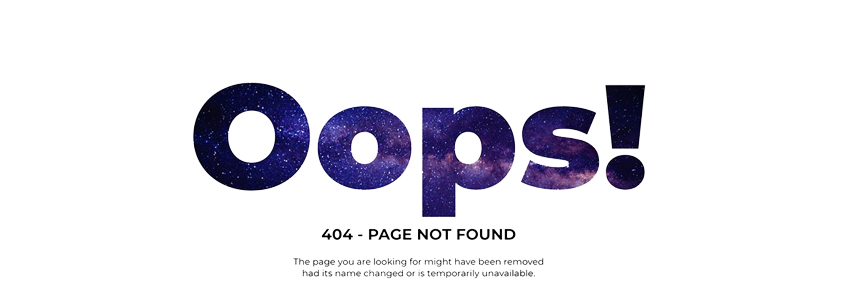 Oops!
404 - PAGE NOT FOUND
The page you are looking for might have been removed
had its name changed or is temporarily unavailable.